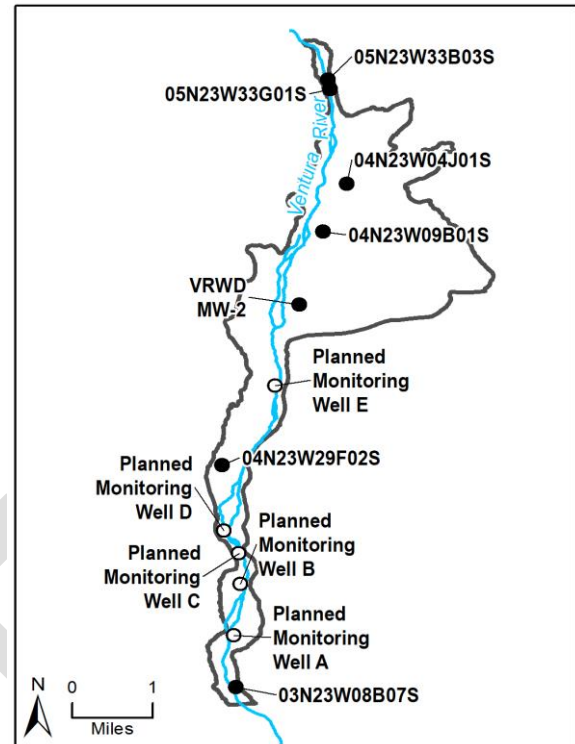 05N23W33B03S
05N23W33G01S
Ventura River
04N23W04J01S
04N23W09B01S
VRWD
MW-2
Planned
Monitoring
Well E
04N23W29F02S
Planned
Monitoring
Well D
Planned
Monitoring
Well B
Planned
Monitoring
Well C
Planned
Monitoring
Well A
03N23W08B07S
N
0 1
Miles